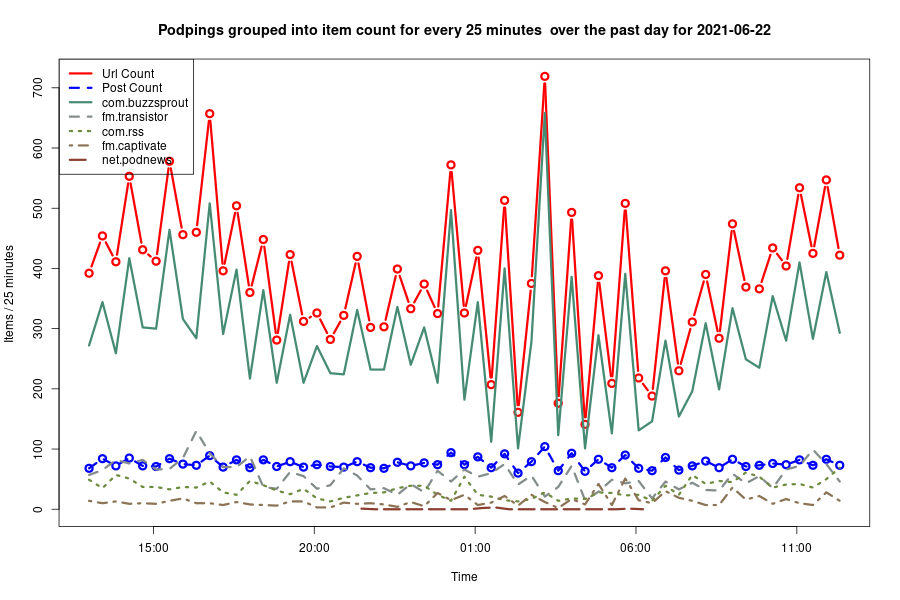 Podpings grouped into item count for every 25 minutes  over the past day for 2021-06-22
Url Count
Post Count
com.buzzsprout
fm.transistor
com.rss
fm.captivate
net.podnews
Items / 25 minutes
700
600
500
400
300
200
100
0
15:00
20:00
01:00
06:00
11:00
Time